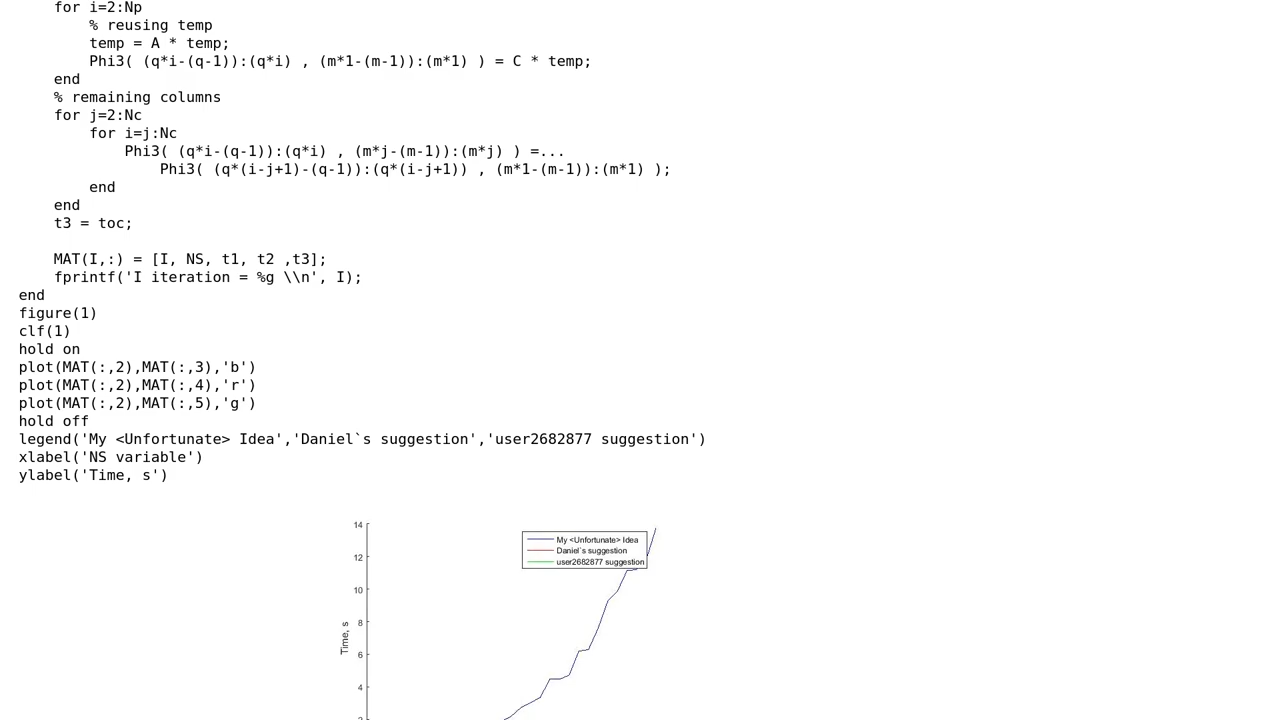 for i=2:Np
% reusing temp
temp = A * temp;
Phi3( (q*i-(q-1)):(q*i) , (m*1-(m-1)):(m*1) ) = C * temp;
end
% remaining columns
for j=2:Nc
for i=j:Nc
Phi3( (q*i-(q-1)):(q*i) , (m*j-(m-1)):(m*j) ) =...
Phi3( (q*(i-j+1)-(q-1)):(q*(i-j+1)) , (m*1-(m-1)):(m*1) );
end
end
t3 = toc;
MAT(I,:) = [I, NS, t1, t2 ,t3];
fprintf('I iteration = %g \\n', I);
end
figure(1)
clf(1)
hold on
plot(MAT(:,2),MAT(:,3),'b')
plot(MAT(:,2),MAT(:,4),'r')
plot(MAT(:,2),MAT(:,5),'g')
hold off
legend('My <Unfortunate> Idea','Daniel`s suggestion','user2682877 suggestion')
xlabel('NS variable')
ylabel('Time, s')
14
My <Unfortunate> Idea
Daniel`s suggestion
user2682877 suggestion
12
10
8
6
4
2
Time, s